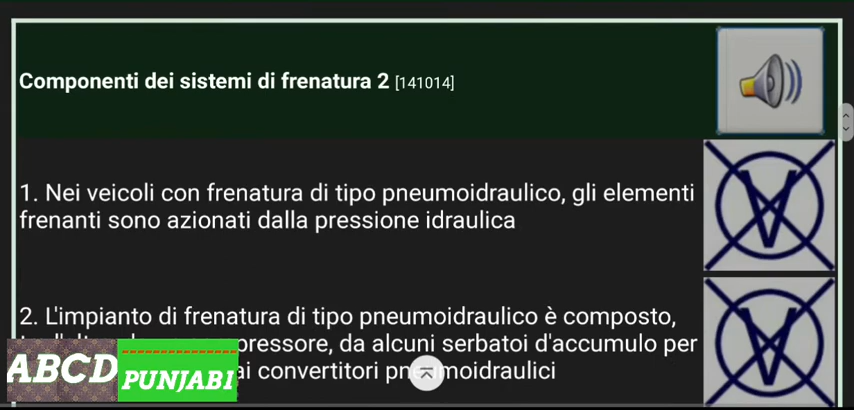 Componenti dei sistemi di frenatura 2 [141014]
1. Nei veicoli con frenatura di tipo pneumoidraulico, gli elementi
frenanti sono azionati dalla pressione idraulica
V
2. L'impianto di frenatura di tipo pneumoidraulico è composto,
pressore, da alcuni serbatoi d'accumulo per
ai convertitori pneumoidraulici
V
ABCD PUNJABI